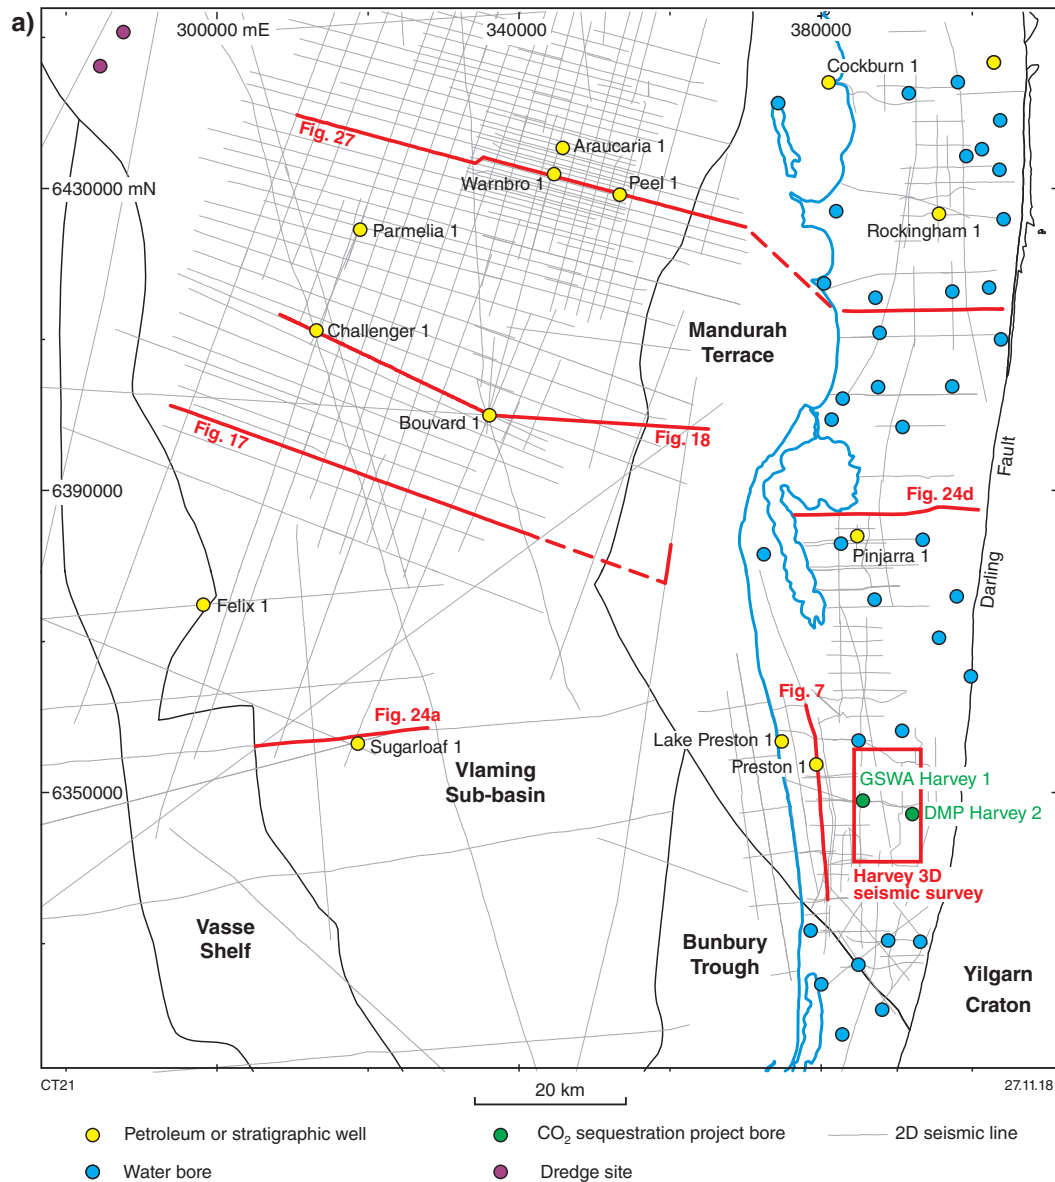 a)
300000 mE
340000
380000
Cockburn 1
Fig. 27
Araucaria 1
Warnbro 1
Peel 1
6430000 mN
Parmelia 1
Rockingham 1
Challenger 1
Mandurah
Terrace
Bouvard 1
Fig. 17
Fig. 18
Fault
6390000
Fig. 24d
Pinjarra 1
Darling
Felix 1
Fig. 7
Fig. 24a
Lake Preston 1
Sugarloaf 1
Preston 1
Vlaming
Sub-basin
GSWA Harvey 1
6350000
DMP Harvey 2
Harvey 3D
seismic survey
Vasse
Shelf
Bunbury
Trough
Yilgarn
Craton
CT21
20 km
27.11.18
Petroleum or stratigraphic well
CO₂ sequestration project bore
2D seismic line
Water bore
Dredge site